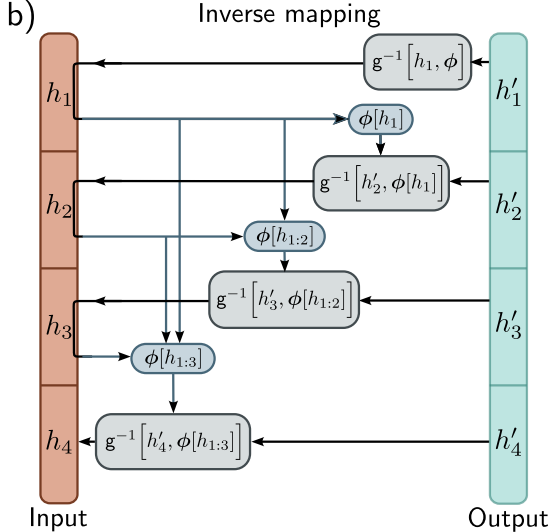 b)
Inverse mapping
g⁻¹[h₁, ϕ]
h₁
h′₁
ϕ[h₁]
g⁻¹[h′₂, ϕ[h₁]]
h₂
h′₂
ϕ[h₁:₂]
g⁻¹[h′₃, ϕ[h₁:₂]]
h₃
h′₃
ϕ[h₁:₃]
g⁻¹[h′₄, ϕ[h₁:₃]]
h₄
h′₄
Input
Output